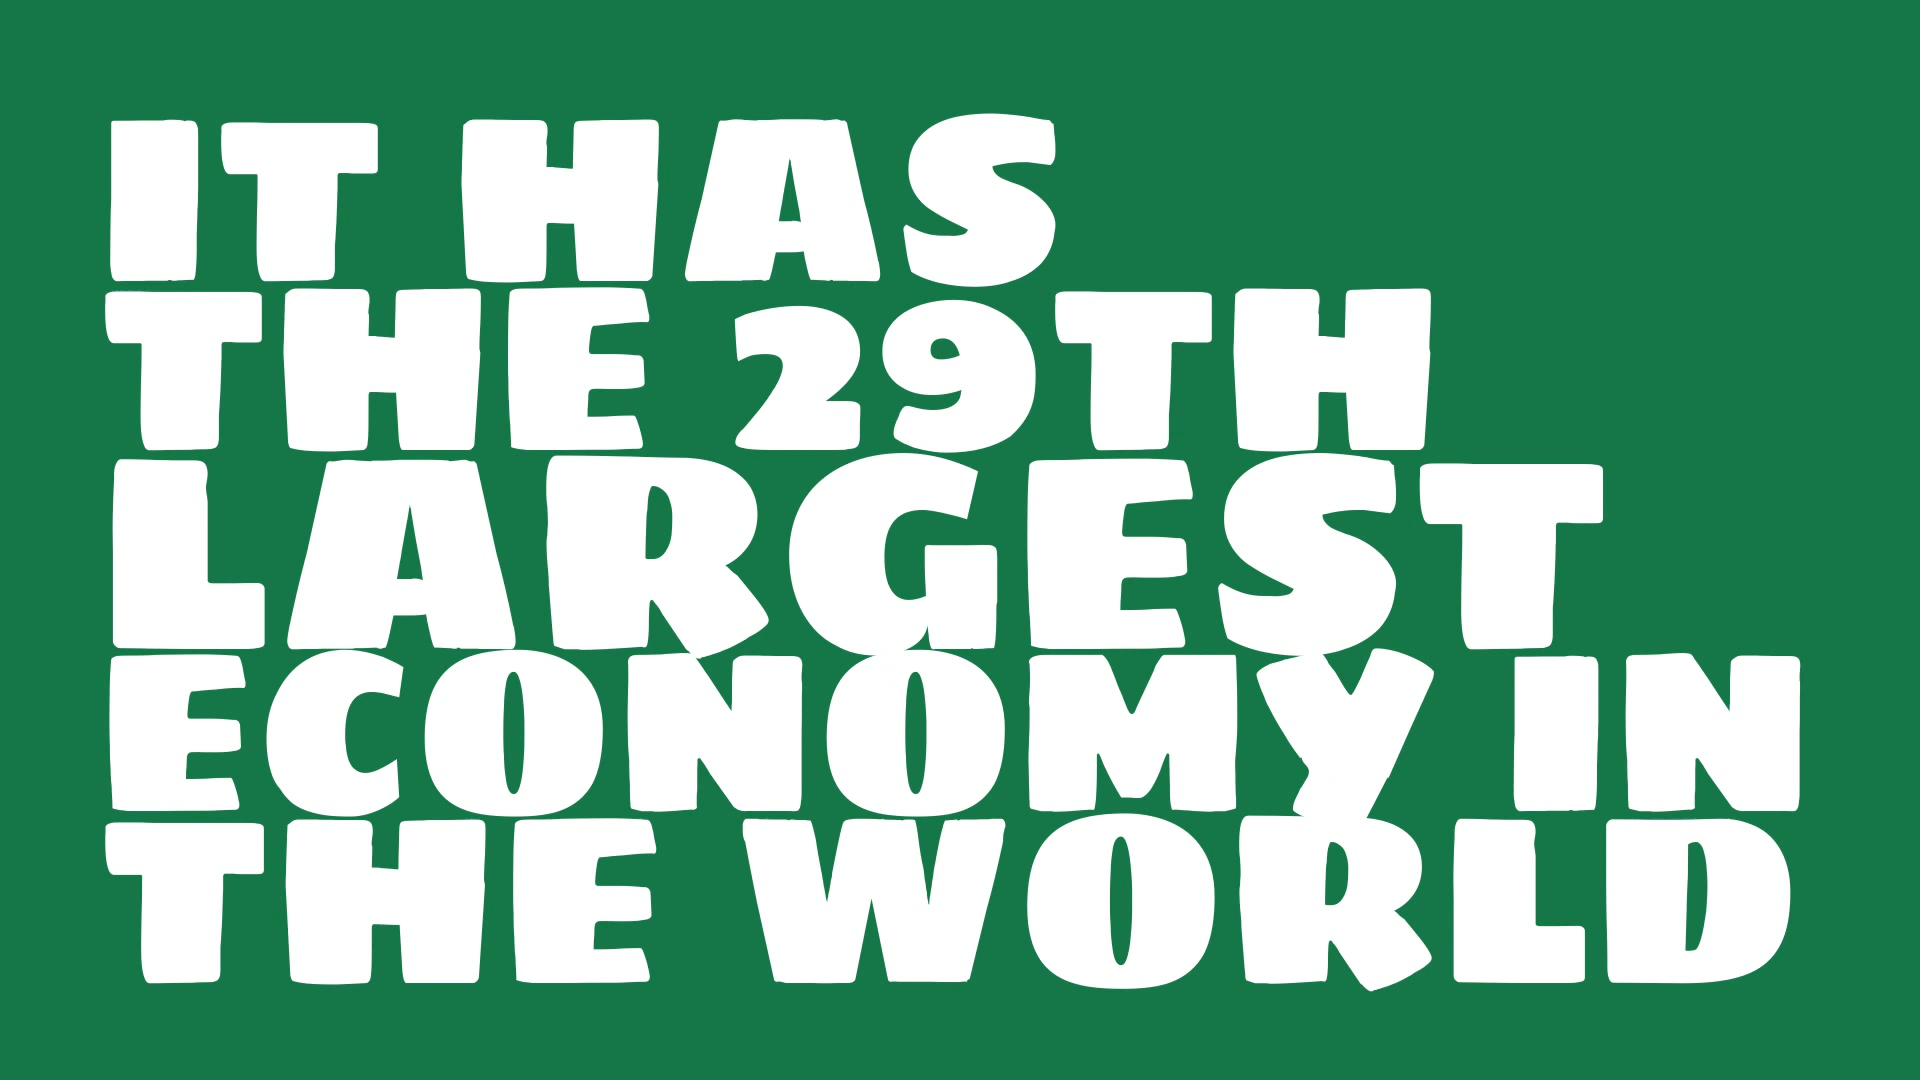 IT HAS
THE 29TH
LARGEST
ECONOMY IN
THE WORLD